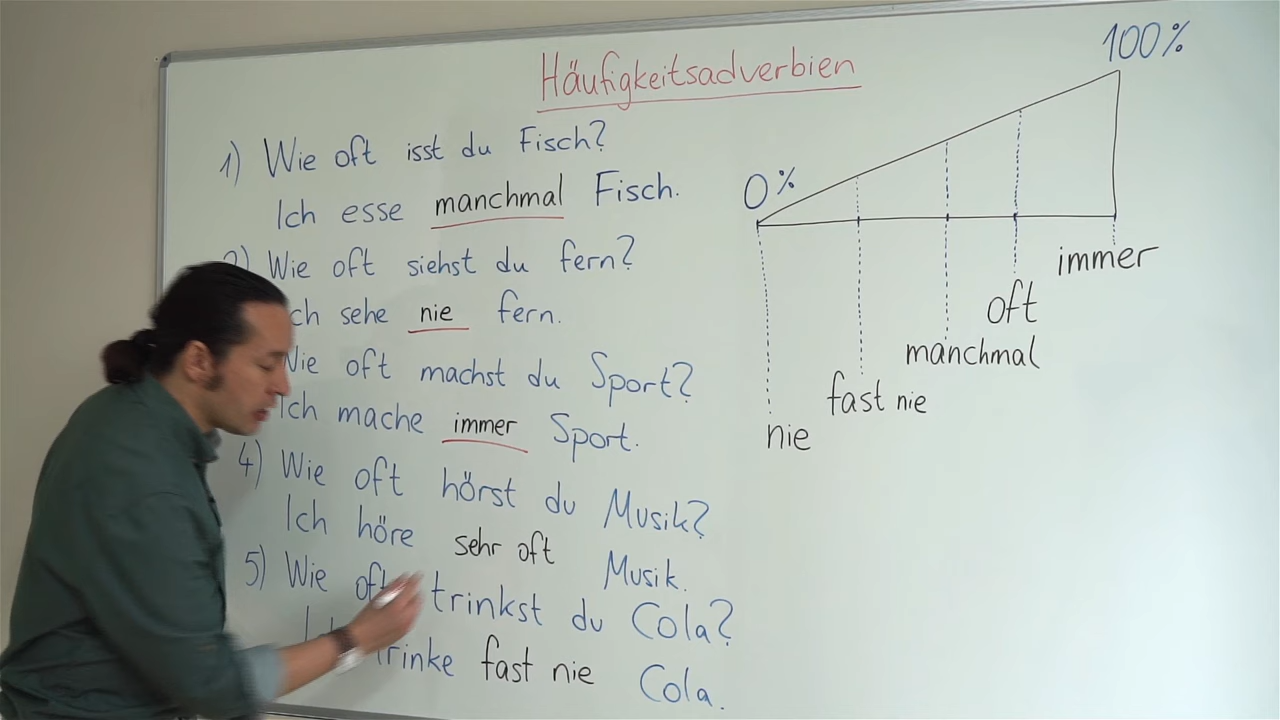 Häufigkeitsadverbien
1) Wie oft isst du Fisch?
Ich esse manchmal Fisch.
2) Wie oft siehst du fern?
ch sehe nie fern.
Wie oft machst du Sport?
Ich mache immer Sport.
4) Wie oft hörst du Musik?
Ich höre sehr oft Musik.
5) Wie oft trinkst du Cola?
trinke fast nie Cola.
0%
100%
immer
oft
manchmal
fast nie
nie